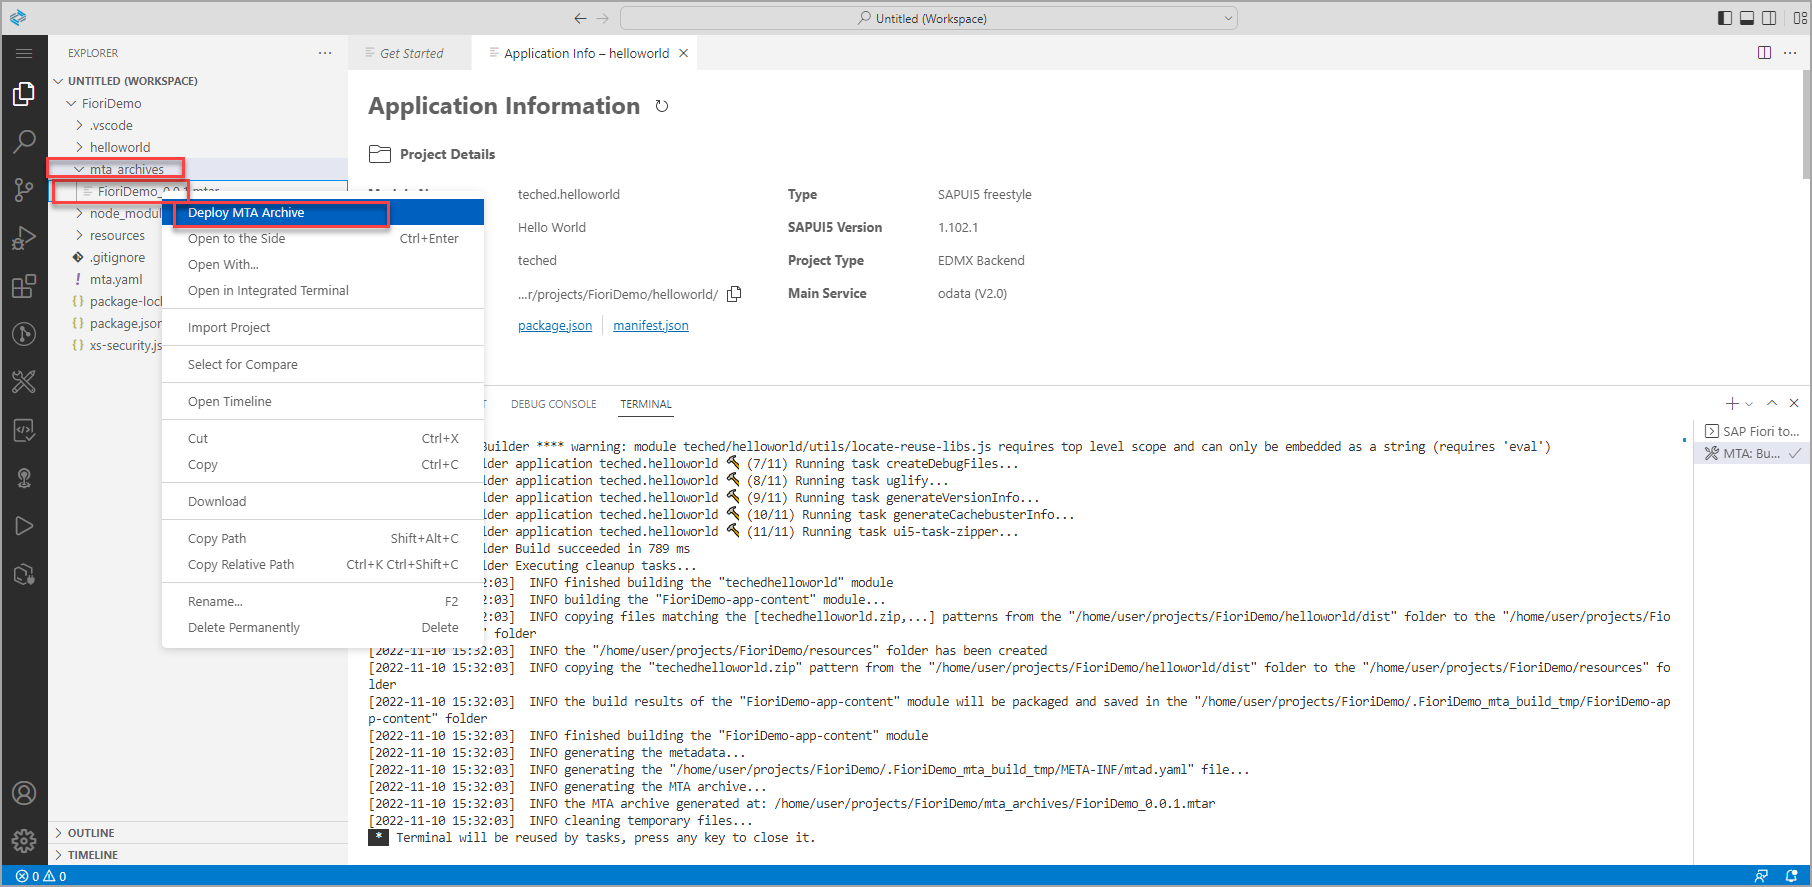 Untitled (Workspace)
EXPLORER
UNTITLED (WORKSPACE)
FioriDemo
.vscode
helloworld
mta_archives
FioriDemo_0.0.1.mtar
node_modul
resources
.gitignore
mta.yaml
package-loc
package.json
xs-security.js
OUTLINE
TIMELINE
Deploy MTA Archive
Open to the Side Ctrl+Enter
Open With...
Open in Integrated Terminal
Import Project
Select for Compare
Open Timeline
Cut Ctrl+X
Copy Ctrl+C
Download
Copy Path Shift+Alt+C
Copy Relative Path Ctrl+K Ctrl+Shift+C
Rename... F2
Delete Permanently Delete
Get Started
Application Info – helloworld
Application Information
Project Details
teched.helloworld Type SAPUI5 freestyle
Hello World SAPUI5 Version 1.102.1
teched Project Type EDMX Backend
...r/projects/FioriDemo/helloworld/ Main Service odata (V2.0)
package.json manifest.json
DEBUG CONSOLE TERMINAL
Builder **** warning: module teched/helloworld/utils/locate-reuse-libs.js requires top level scope and can only be embedded as a string (requires 'eval')
lder application teched.helloworld (7/11) Running task createDebugFiles...
lder application teched.helloworld (8/11) Running task uglify...
lder application teched.helloworld (9/11) Running task generateVersionInfo...
lder application teched.helloworld (10/11) Running task generateCachebusterInfo...
lder application teched.helloworld (11/11) Running task ui5-task-zipper...
lder Build succeeded in 789 ms
lder Executing cleanup tasks...
2:03] INFO finished building the "techedhelloworld" module
2:03] INFO building the "FioriDemo-app-content" module...
2:03] INFO copying files matching the [techedhelloworld.zip,...] patterns from the "/home/user/projects/FioriDemo/helloworld/dist" folder to the "/home/user/projects/Fio
" folder
[2022-11-10 15:32:03] INFO the "/home/user/projects/FioriDemo/resources" folder has been created
[2022-11-10 15:32:03] INFO copying the "techedhelloworld.zip" pattern from the "/home/user/projects/FioriDemo/helloworld/dist" folder to the "/home/user/projects/FioriDemo/resources" fo
lder
[2022-11-10 15:32:03] INFO the build results of the "FioriDemo-app-content" module will be packaged and saved in the "/home/user/projects/FioriDemo/.FioriDemo_mta_build_tmp/FioriDemo-ap
p-content" folder
[2022-11-10 15:32:03] INFO finished building the "FioriDemo-app-content" module
[2022-11-10 15:32:03] INFO generating the metadata...
[2022-11-10 15:32:03] INFO generating the "/home/user/projects/FioriDemo/.FioriDemo_mta_build_tmp/META-INF/mtad.yaml" file...
[2022-11-10 15:32:03] INFO generating the MTA archive...
[2022-11-10 15:32:03] INFO the MTA archive generated at: /home/user/projects/FioriDemo/mta_archives/FioriDemo_0.0.1.mtar
[2022-11-10 15:32:03] INFO cleaning temporary files...
* Terminal will be reused by tasks, press any key to close it.
SAP Fiori to...
MTA: Bu...
0 0